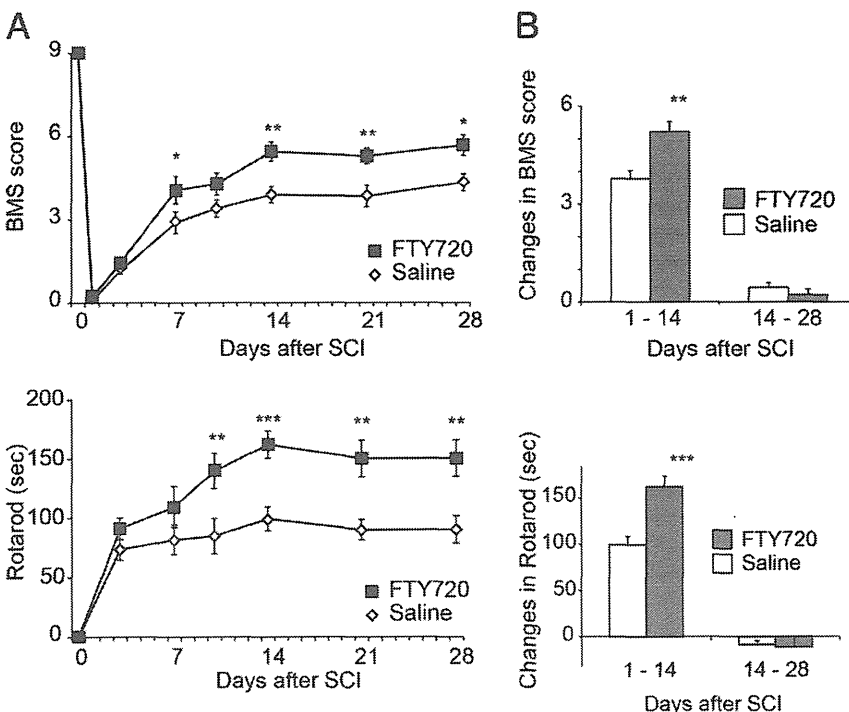 A
9
6
3
0
BMS score
*
**
**
*
FTY720
Saline
0 7 14 21 28
Days after SCI
B
6
3
0
Changes in BMS score
**
FTY720
Saline
1 - 14 14 - 28
Days after SCI
200
150
100
50
0
Rotarod (sec)
**
***
**
**
FTY720
Saline
0 7 14 21 28
Days after SCI
150
100
50
0
Changes in Rotarod (sec)
***
FTY720
Saline
1 - 14 14 - 28
Days after SCI